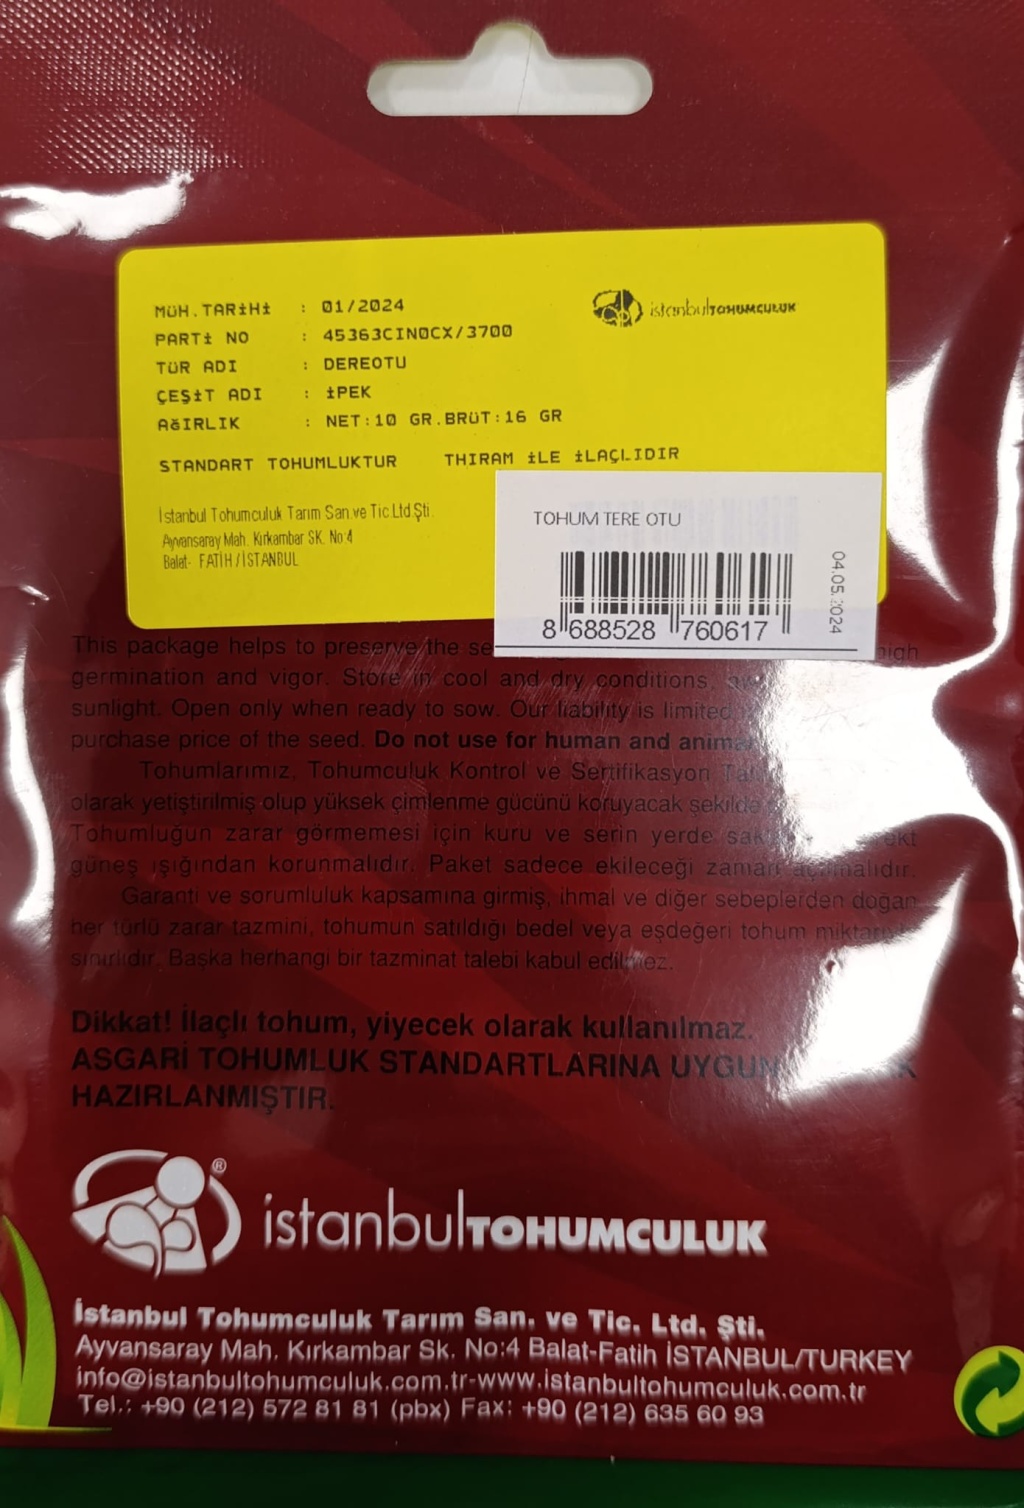 MÜH.TARİHİ : 01/2024
PARTİ NO : 45363CIN0CX/3700
TÜR ADI : DEREOTU
ÇEŞİT ADI : İPEK
AĞIRLIK : NET:10 GR.BRÜT:16 GR
STANDART TOHUMLUKTUR THIRAM İLE İLAÇLIDIR
istanbulTOHUMCULUK
İstanbul Tohumculuk Tarım San.ve Tic.Ltd.Şti.
Ayvansaray Mah. Kırkambar SK. No:4
Balat- FATİH/İSTANBUL
TOHUM TERE OTU
8 688528 760617
04.05.2024
This package helps to preserve the high
germination and vigor. Store in cool and dry conditions,
sunlight. Open only when ready to sow. Our liability is limited
purchase price of the seed. Do not use for human and
Tohumlarımız, Tohumculuk Kontrol ve Sertifikasyon
olarak yetiştirilmiş olup yüksek çimlenme gücünü koruyacak şekilde
Tohumluğun zarar görmemesi için kuru ve serin yerde
güneş ışığından korunmalıdır. Paket sadece ekileceği zaman açılmalıdır.
Garanti ve sorumluluk kapsamına girmiş, ihmal ve diğer sebeplerden doğan
her türlü zarar tazmini, tohumun satıldığı bedel veya eşdeğeri tohum
sınırlıdır. Başka herhangi bir tazminat talebi kabul edilmez.
Dikkat! İlaçlı tohum, yiyecek olarak kullanılmaz.
ASGARİ TOHUMLUK STANDARTLARINA
HAZIRLANMIŞTIR.
istanbulTOHUMCULUK
İstanbul Tohumculuk Tarım San. ve Tic. Ltd. Şti.
Ayvansaray Mah. Kırkambar Sk. No:4 Balat-Fatih İSTANBUL/TURKEY
info@istanbultohumculuk.com.tr-www.istanbultohumculuk.com.tr
Tel.: +90 (212) 572 81 81 (pbx) Fax: +90 (212) 635 60 93